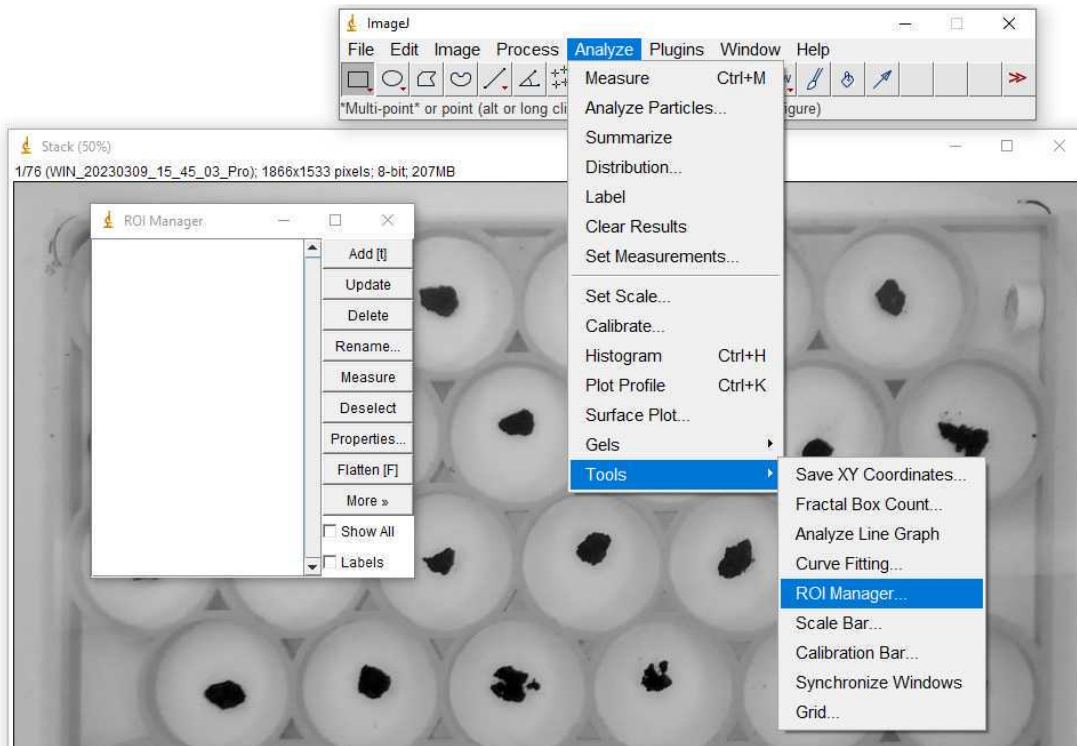 ImageJ
File Edit Image Process Analyze Plugins Window Help
*Multi-point* or point (alt or long cli
igure)
Measure Ctrl+M
Analyze Particles...
Summarize
Distribution...
Label
Clear Results
Set Measurements...
Set Scale...
Calibrate...
Histogram Ctrl+H
Plot Profile Ctrl+K
Surface Plot...
Gels
Tools
Save XY Coordinates...
Fractal Box Count...
Analyze Line Graph
Curve Fitting...
ROI Manager...
Scale Bar...
Calibration Bar...
Synchronize Windows
Grid...
Stack (50%)
1/76 (WIN_20230309_15_45_03_Pro); 1866x1533 pixels; 8-bit; 207MB
ROI Manager
Add [t]
Update
Delete
Rename...
Measure
Deselect
Properties...
Flatten [F]
More »
Show All
Labels